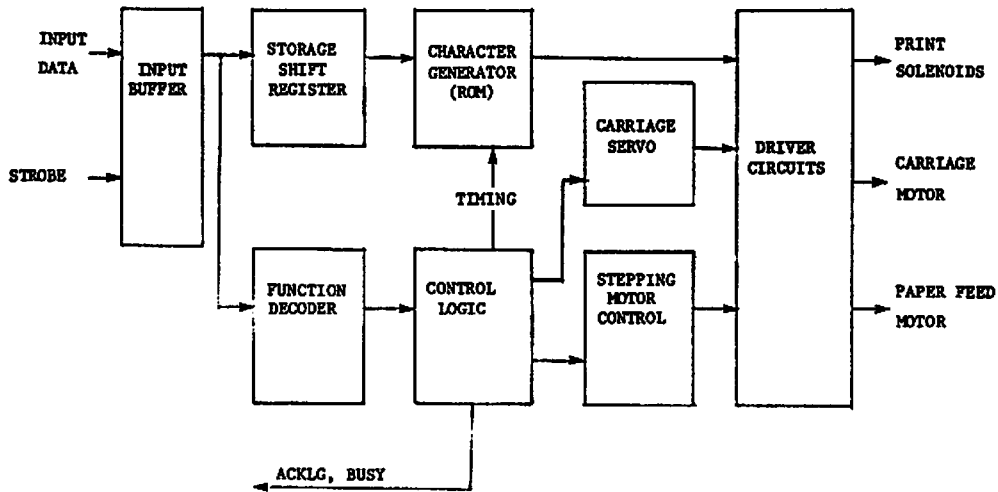 INPUT
DATA
STROBE
INPUT
BUFFER
STORAGE
SHIFT
REGISTER
CHARACTER
GENERATOR
(ROM)
CARRIAGE
SERVO
DRIVER
CIRCUITS
PRINT
SOLENOIDS
CARRIAGE
MOTOR
PAPER FEED
MOTOR
TIMING
FUNCTION
DECODER
CONTROL
LOGIC
STEPPING
MOTOR
CONTROL
ACKLG, BUSY